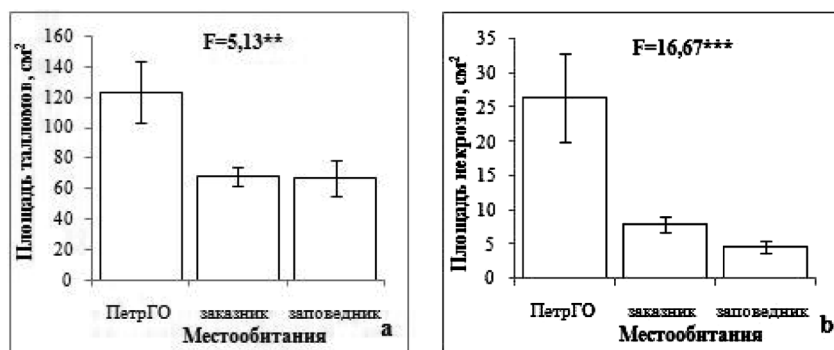 F=5,13**
Площадь талломов, см²
160
140
120
100
80
60
40
20
0
ПетрГО заказник заповедник
Местообитания
a
F=16,67***
Площадь некрозов, см²
35
30
25
20
15
10
5
0
ПетрГО заказник заповедник
Местообитания
b